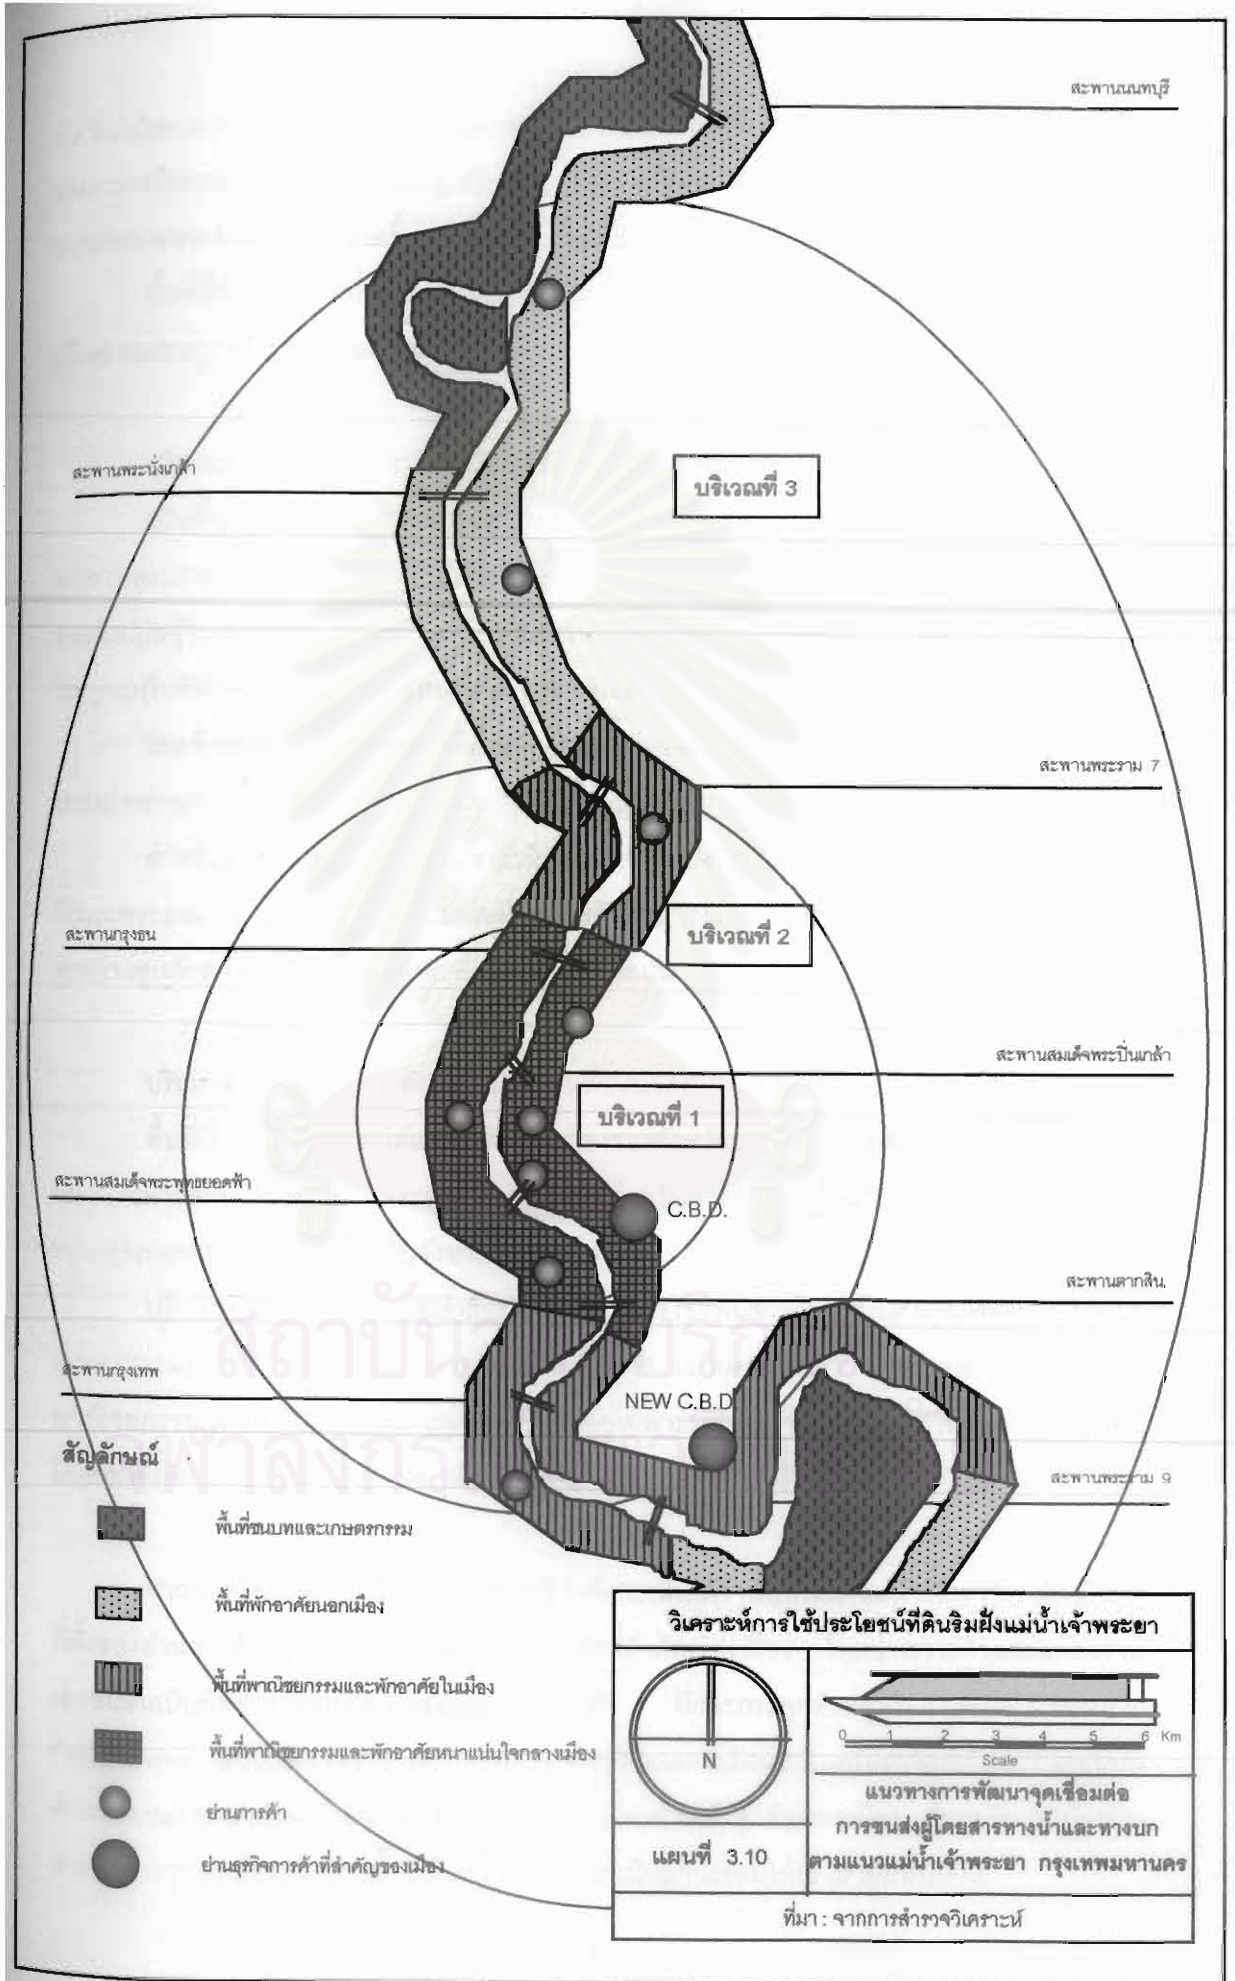 สะพานนนทบุรี
สะพานพระนั่งเกล้า
บริเวณที่ 3
สะพานพระราม 7
บริเวณที่ 2
สะพานกรุงธน
สะพานสมเด็จพระปิ่นเกล้า
บริเวณที่ 1
สะพานสมเด็จพระพุทธยอดฟ้า
C.B.D.
สะพานตากสิน
สะพานกรุงเทพ
NEW C.B.D
สะพานพระราม 9
สัญลักษณ์
พื้นที่ชนบทและเกษตรกรรม
พื้นที่พักอาศัยนอกเมือง
พื้นที่พาณิชยกรรมและพักอาศัยในเมือง
พื้นที่พาณิชยกรรมและพักอาศัยหนาแน่นใจกลางเมือง
ย่านการค้า
ย่านธุรกิจการค้าที่สำคัญของเมือง
วิเคราะห์การใช้ประโยชน์ที่ดินริมฝั่งแม่น้ำเจ้าพระยา
N
0 1 2 3 4 5 6 Km
Scale
แนวทางการพัฒนาจุดเชื่อมต่อ
การขนส่งผู้โดยสารทางน้ำและทางบก
ตามแนวแม่น้ำเจ้าพระยา กรุงเทพมหานคร
แผนที่ 3.10
ที่มา : จากการสำรวจวิเคราะห์